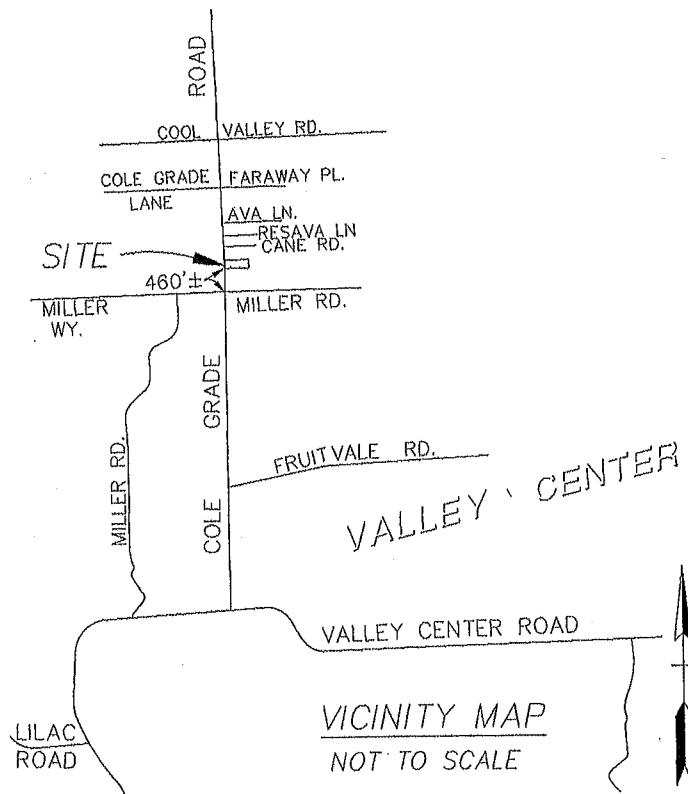 ROAD
COOL VALLEY RD.
COLE GRADE FARAWAY PL.
LANE
AVA LN.
RESAVA LN
CANE RD.
SITE
460'±
MILLER MILLER RD.
WY.
GRADE
MILLER RD.
FRUITVALE RD.
COLE
VALLEY CENTER
VALLEY CENTER ROAD
LILAC
ROAD
VICINITY MAP
NOT TO SCALE